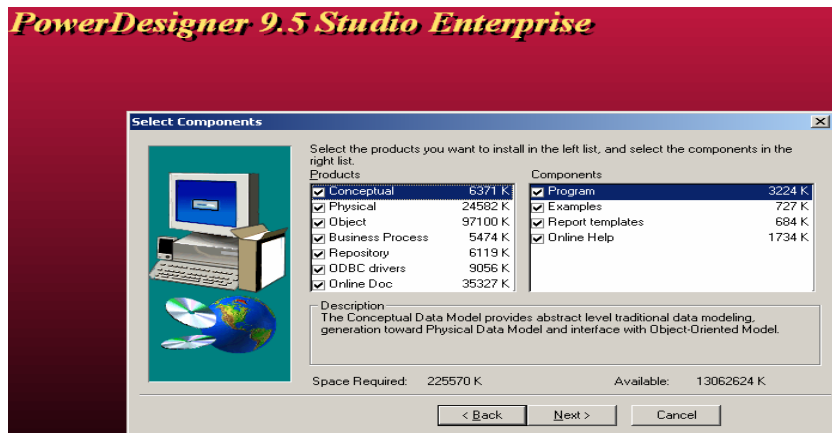 PowerDesigner 9.5 Studio Enterprise
Select Components
Select the products you want to install in the left list, and select the components in the
right list.
Products Components
Conceptual 6371 K Program 3224 K
Physical 24582 K Examples 727 K
Object 97100 K Report templates 684 K
Business Process 5474 K Online Help 1734 K
Repository 6119 K
ODBC drivers 9056 K
Online Doc 35327 K
Description
The Conceptual Data Model provides abstract level traditional data modeling,
generation toward Physical Data Model and interface with Object-Oriented Model.
Space Required: 225570 K Available: 13062624 K
< Back Next > Cancel